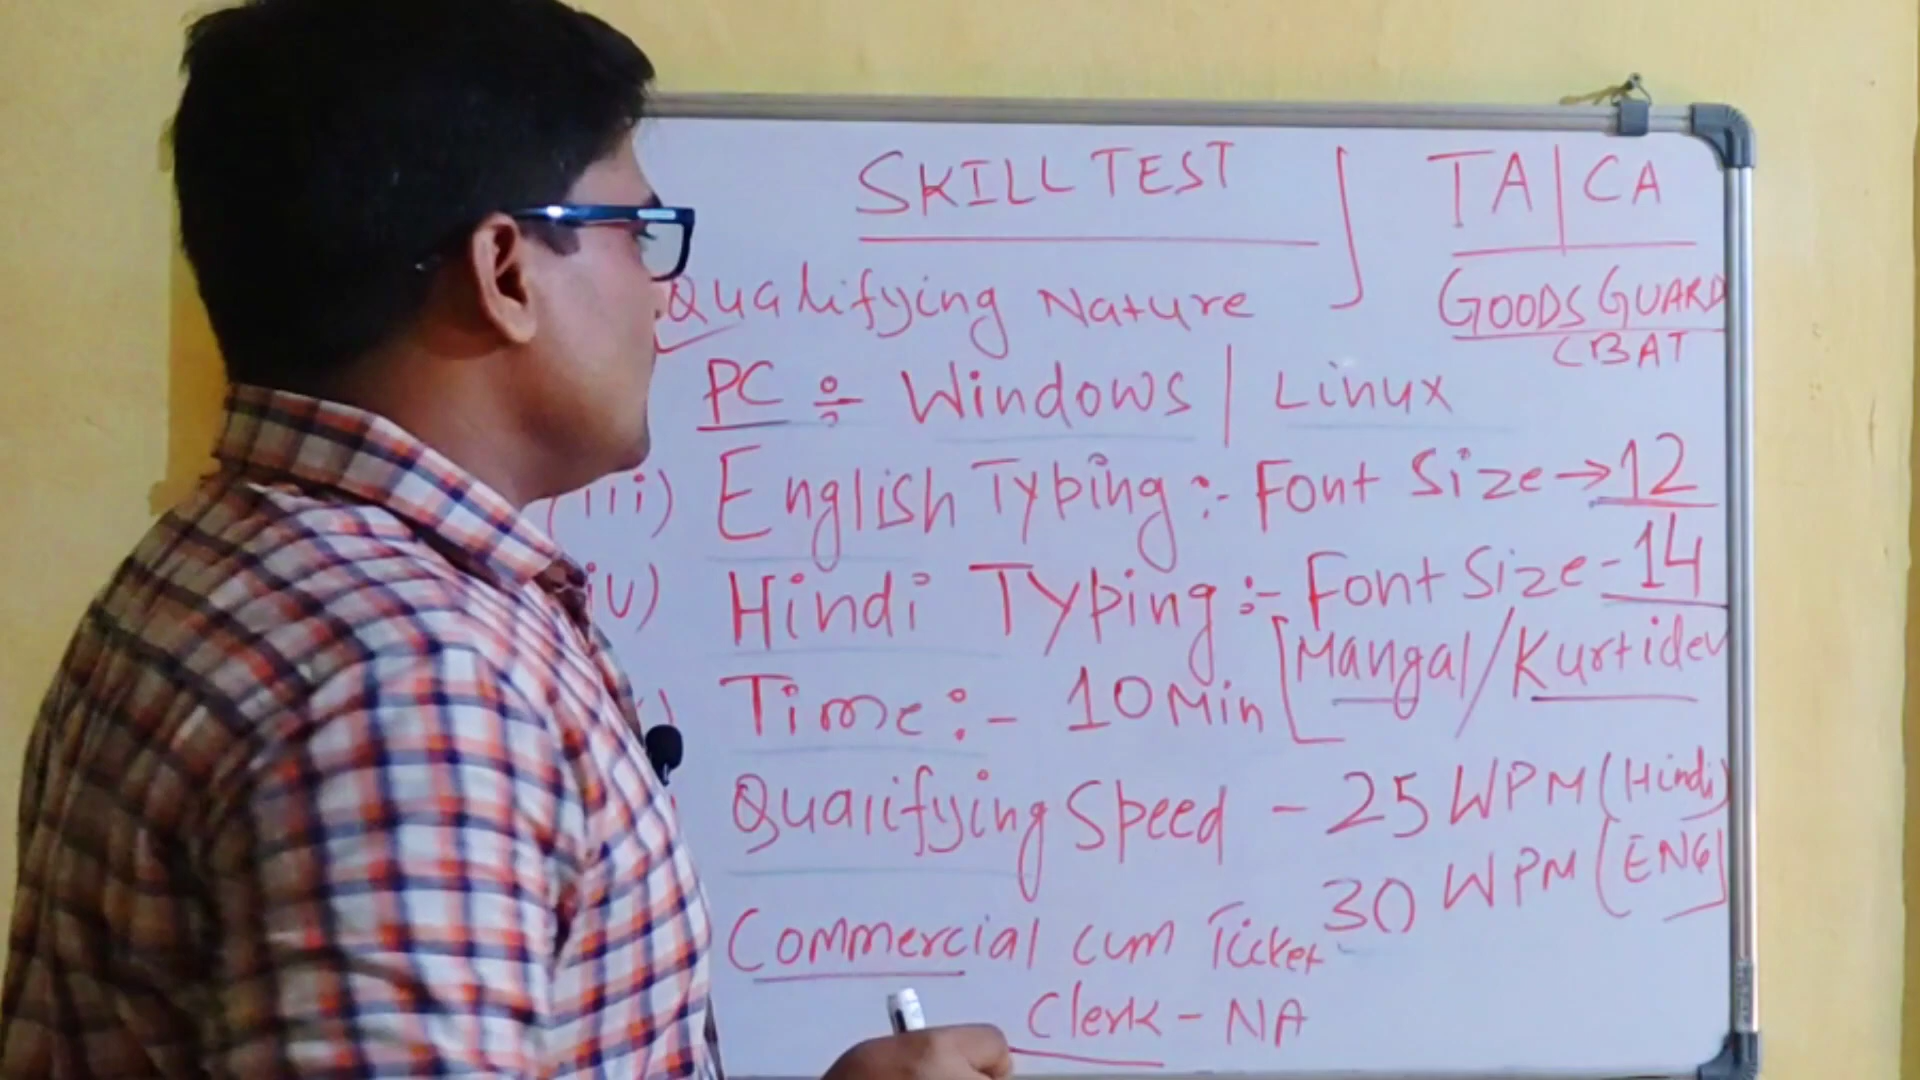 SKILL TEST
TA | CA
GOODS GUARD
CBAT
Qualifying Nature
PC ÷ Windows | Linux
iii) English Typing :- Font Size → 12
iv) Hindi Typing :- Font Size - 14
[Mangal / Kurtidev
) Time :- 10 Min
Qualifying Speed - 25 WPM (Hindi)
30 WPM (ENG)
Commercial cum Ticket
Clerk - NA